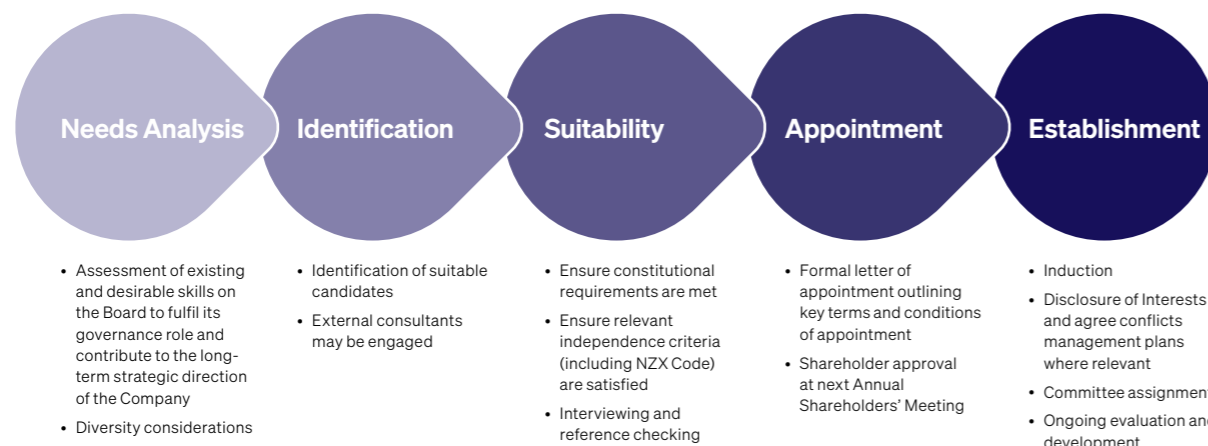 Needs Analysis
Identification
Suitability
Appointment
Establishment
• Assessment of existing
and desirable skills on
the Board to fulfil its
governance role and
contribute to the long-
term strategic direction
of the Company
• Diversity considerations
• Identification of suitable
candidates
• External consultants
may be engaged
• Ensure constitutional
requirements are met
• Ensure relevant
independence criteria
(including NZX Code)
are satisfied
• Interviewing and
reference checking
• Formal letter of
appointment outlining
key terms and conditions
of appointment
• Shareholder approval
at next Annual
Shareholders’ Meeting
• Induction
• Disclosure of Interests
and agree conflicts
management plans
where relevant
• Committee assignment
• Ongoing evaluation and
development